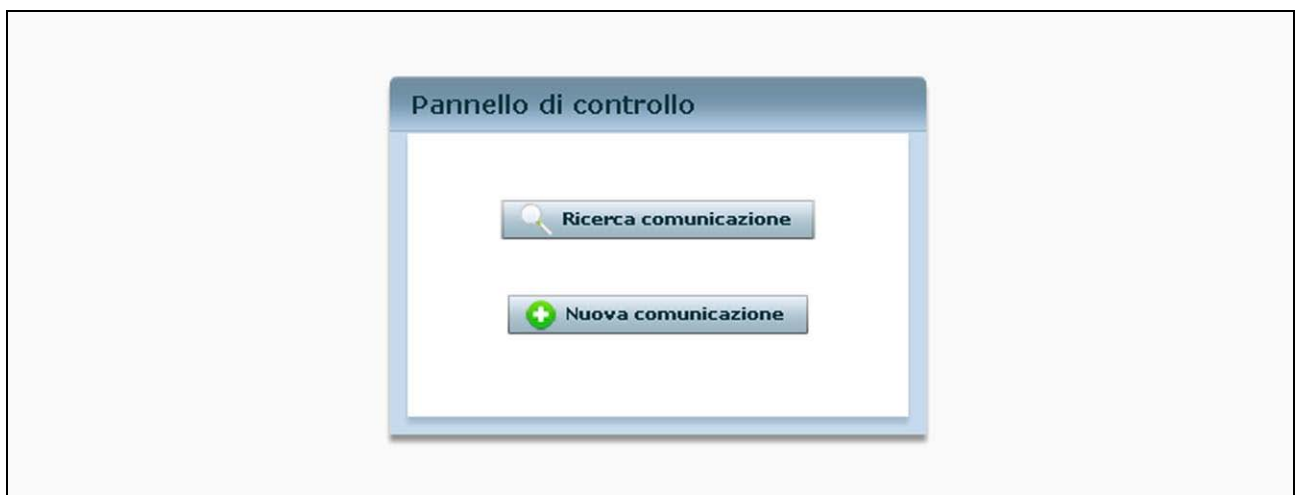 Pannello di controllo
Ricerca comunicazione
Nuova comunicazione